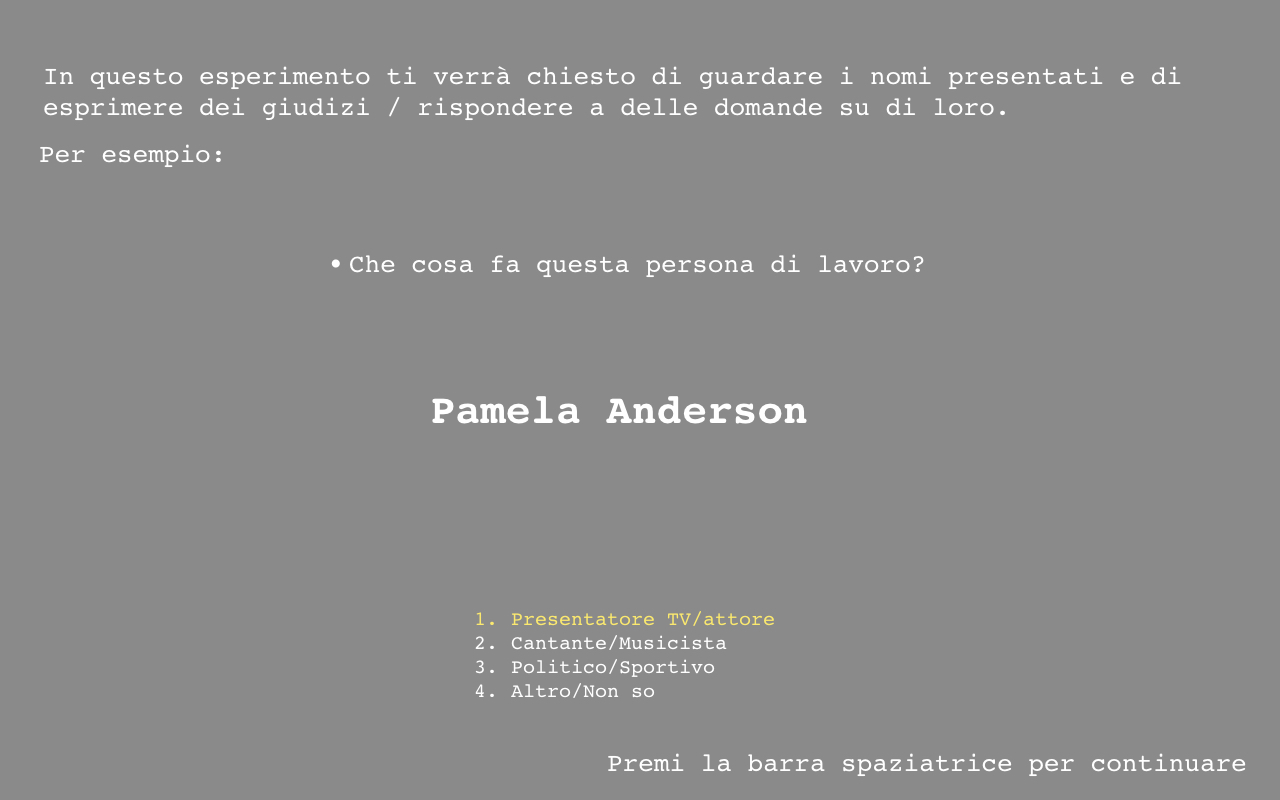 In questo esperimento ti verrà chiesto di guardare i nomi presentati e di
esprimere dei giudizi / rispondere a delle domande su di loro.
Per esempio:
• Che cosa fa questa persona di lavoro?
Pamela Anderson
1. Presentatore TV/attore
2. Cantante/Musicista
3. Politico/Sportivo
4. Altro/Non so
Premi la barra spaziatrice per continuare